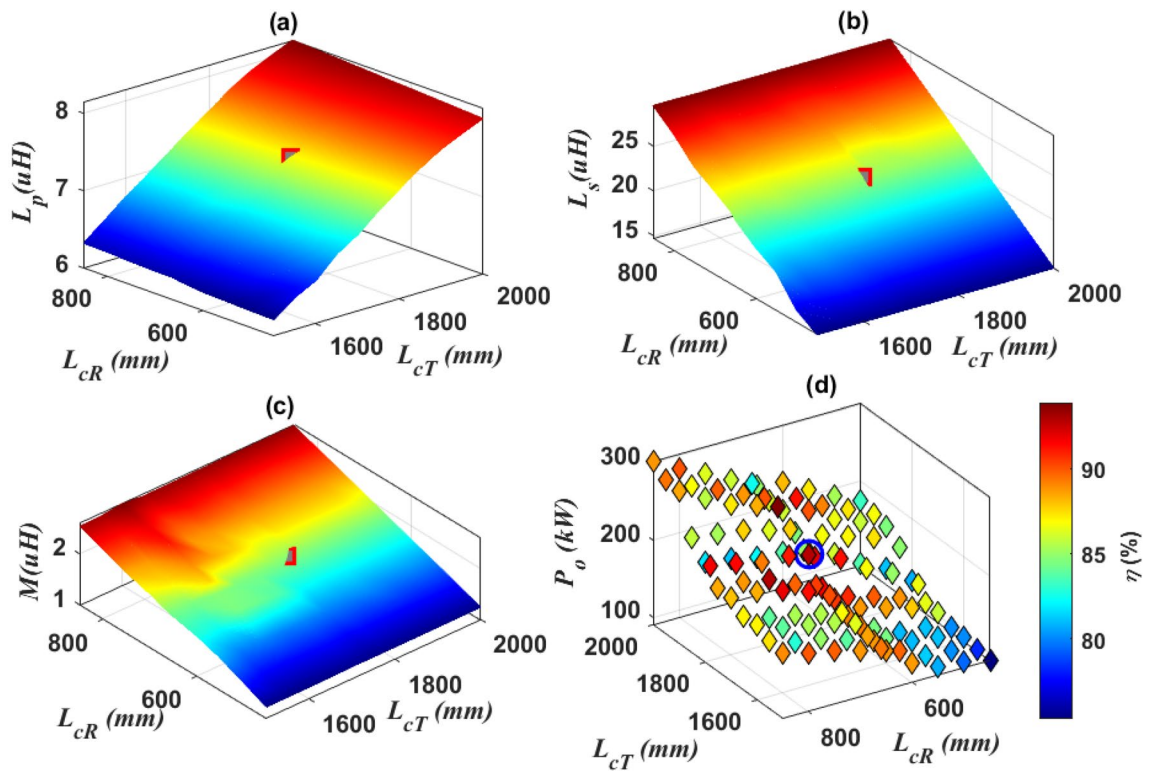 (a)
8
7
6
L_p(uH)
800
600
L_cR (mm)
1600
1800
2000
L_cT (mm)
(b)
25
20
15
L_s(uH)
800
600
L_cR (mm)
1600
1800
2000
L_cT (mm)
(c)
2
1
M(uH)
800
600
L_cR (mm)
1600
1800
2000
L_cT (mm)
(d)
300
200
100
P_o (kW)
2000
1800
1600
L_cT (mm)
800
600
L_cR (mm)
90
85
80
η (%)